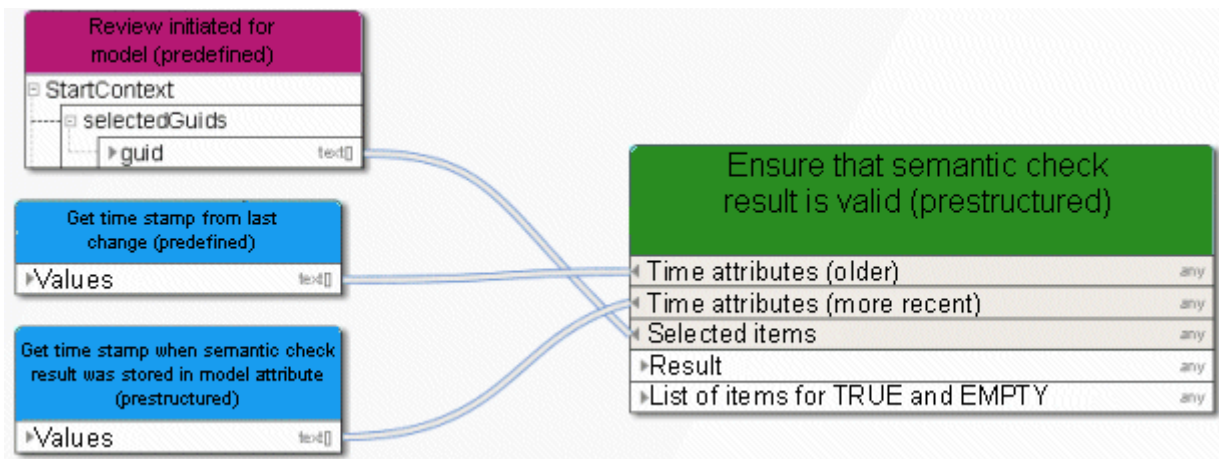 Review initiated for
model (predefined)
StartContext
selectedGuids
guid text[]
Get time stamp from last
change (predefined)
Values text[]
Get time stamp when semantic check
result was stored in model attribute
(prestructured)
Values text[]
Ensure that semantic check
result is valid (prestructured)
Time attributes (older) any
Time attributes (more recent) any
Selected items any
Result any
List of items for TRUE and EMPTY any